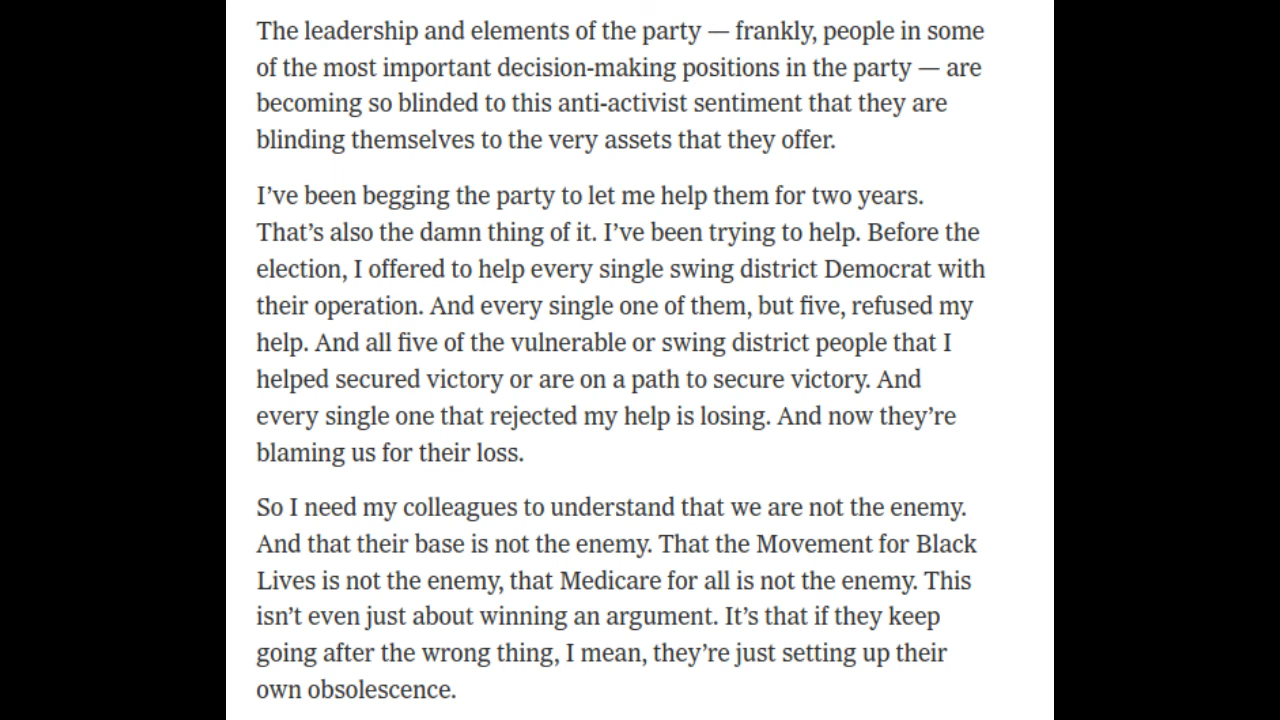 The leadership and elements of the party — frankly, people in some
of the most important decision-making positions in the party — are
becoming so blinded to this anti-activist sentiment that they are
blinding themselves to the very assets that they offer.
I’ve been begging the party to let me help them for two years.
That’s also the damn thing of it. I’ve been trying to help. Before the
election, I offered to help every single swing district Democrat with
their operation. And every single one of them, but five, refused my
help. And all five of the vulnerable or swing district people that I
helped secured victory or are on a path to secure victory. And
every single one that rejected my help is losing. And now they’re
blaming us for their loss.
So I need my colleagues to understand that we are not the enemy.
And that their base is not the enemy. That the Movement for Black
Lives is not the enemy, that Medicare for all is not the enemy. This
isn’t even just about winning an argument. It’s that if they keep
going after the wrong thing, I mean, they’re just setting up their
own obsolescence.